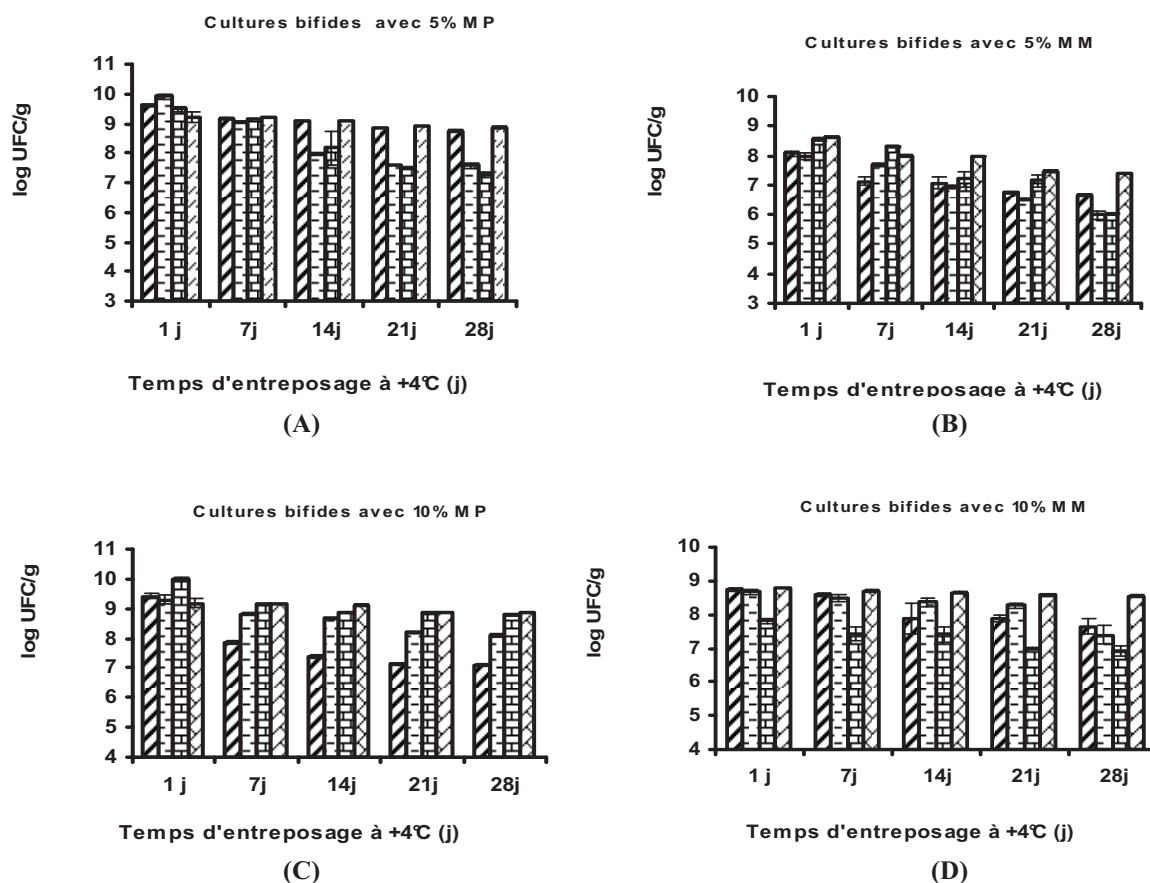 Cultures bifides avec 5% M P
log UFC/g
11
10
9
8
7
6
5
4
3
1 j 7j 14j 21j 28j
Temps d'entreposage à +4°C (j)
(A)
Cultures bifides avec 5% M M
log UFC/g
10
9
8
7
6
5
4
3
1 j 7j 14j 21j 28j
Temps d'entreposage à +4°C (j)
(B)
Cultures bifides avec 10% M P
log UFC/g
11
10
9
8
7
6
5
4
1 j 7j 14j 21j 28j
Temps d'entreposage à +4°C (j)
(C)
Cultures bifides avec 10% M M
log UFC/g
10
9
8
7
6
5
4
1 j 7j 14j 21j 28j
Temps d'entreposage à +4°C (j)
(D)